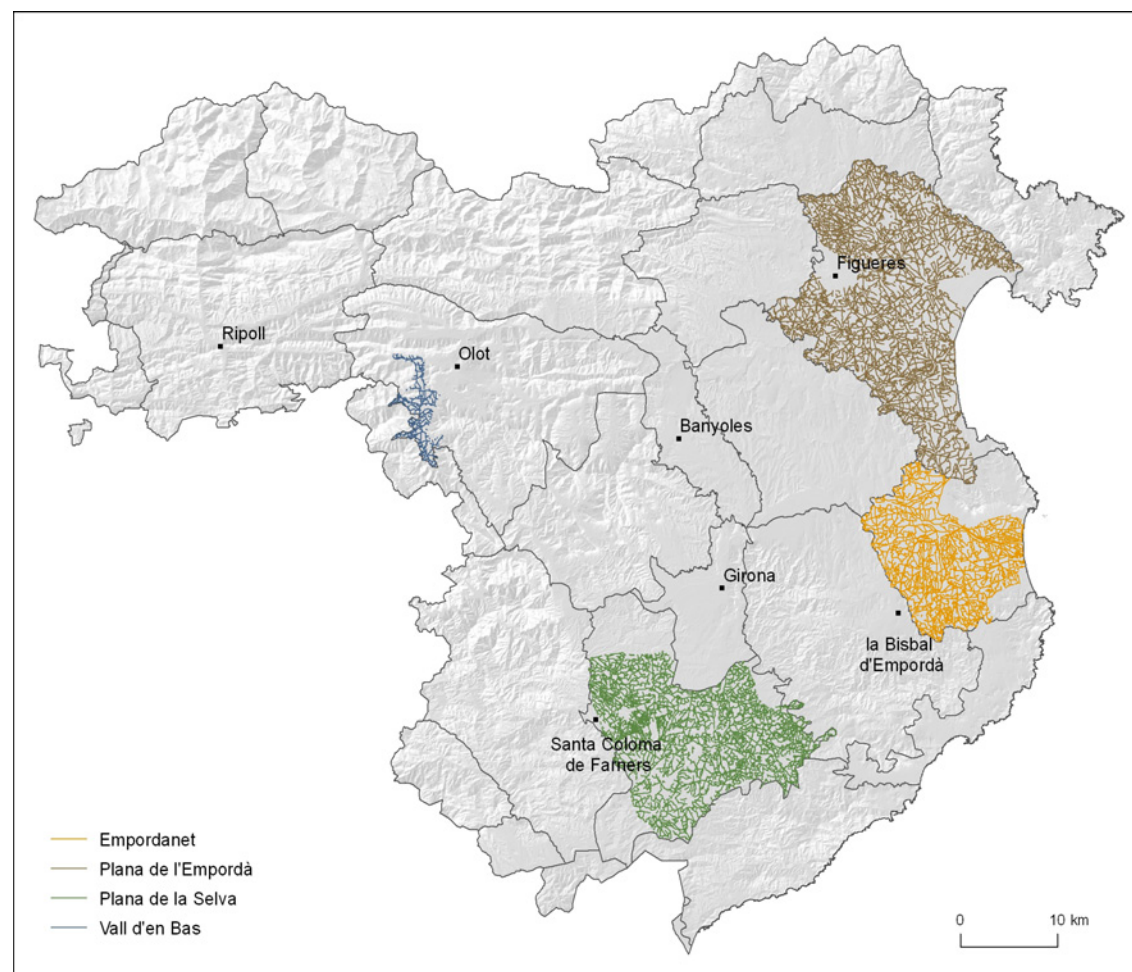 Figueres
Ripoll
Olot
Banyoles
Girona
la Bisbal
d'Empordà
Santa Coloma
de Farners
Empordanet
Plana de l'Empordà
Plana de la Selva
Vall d'en Bas
0 10 km